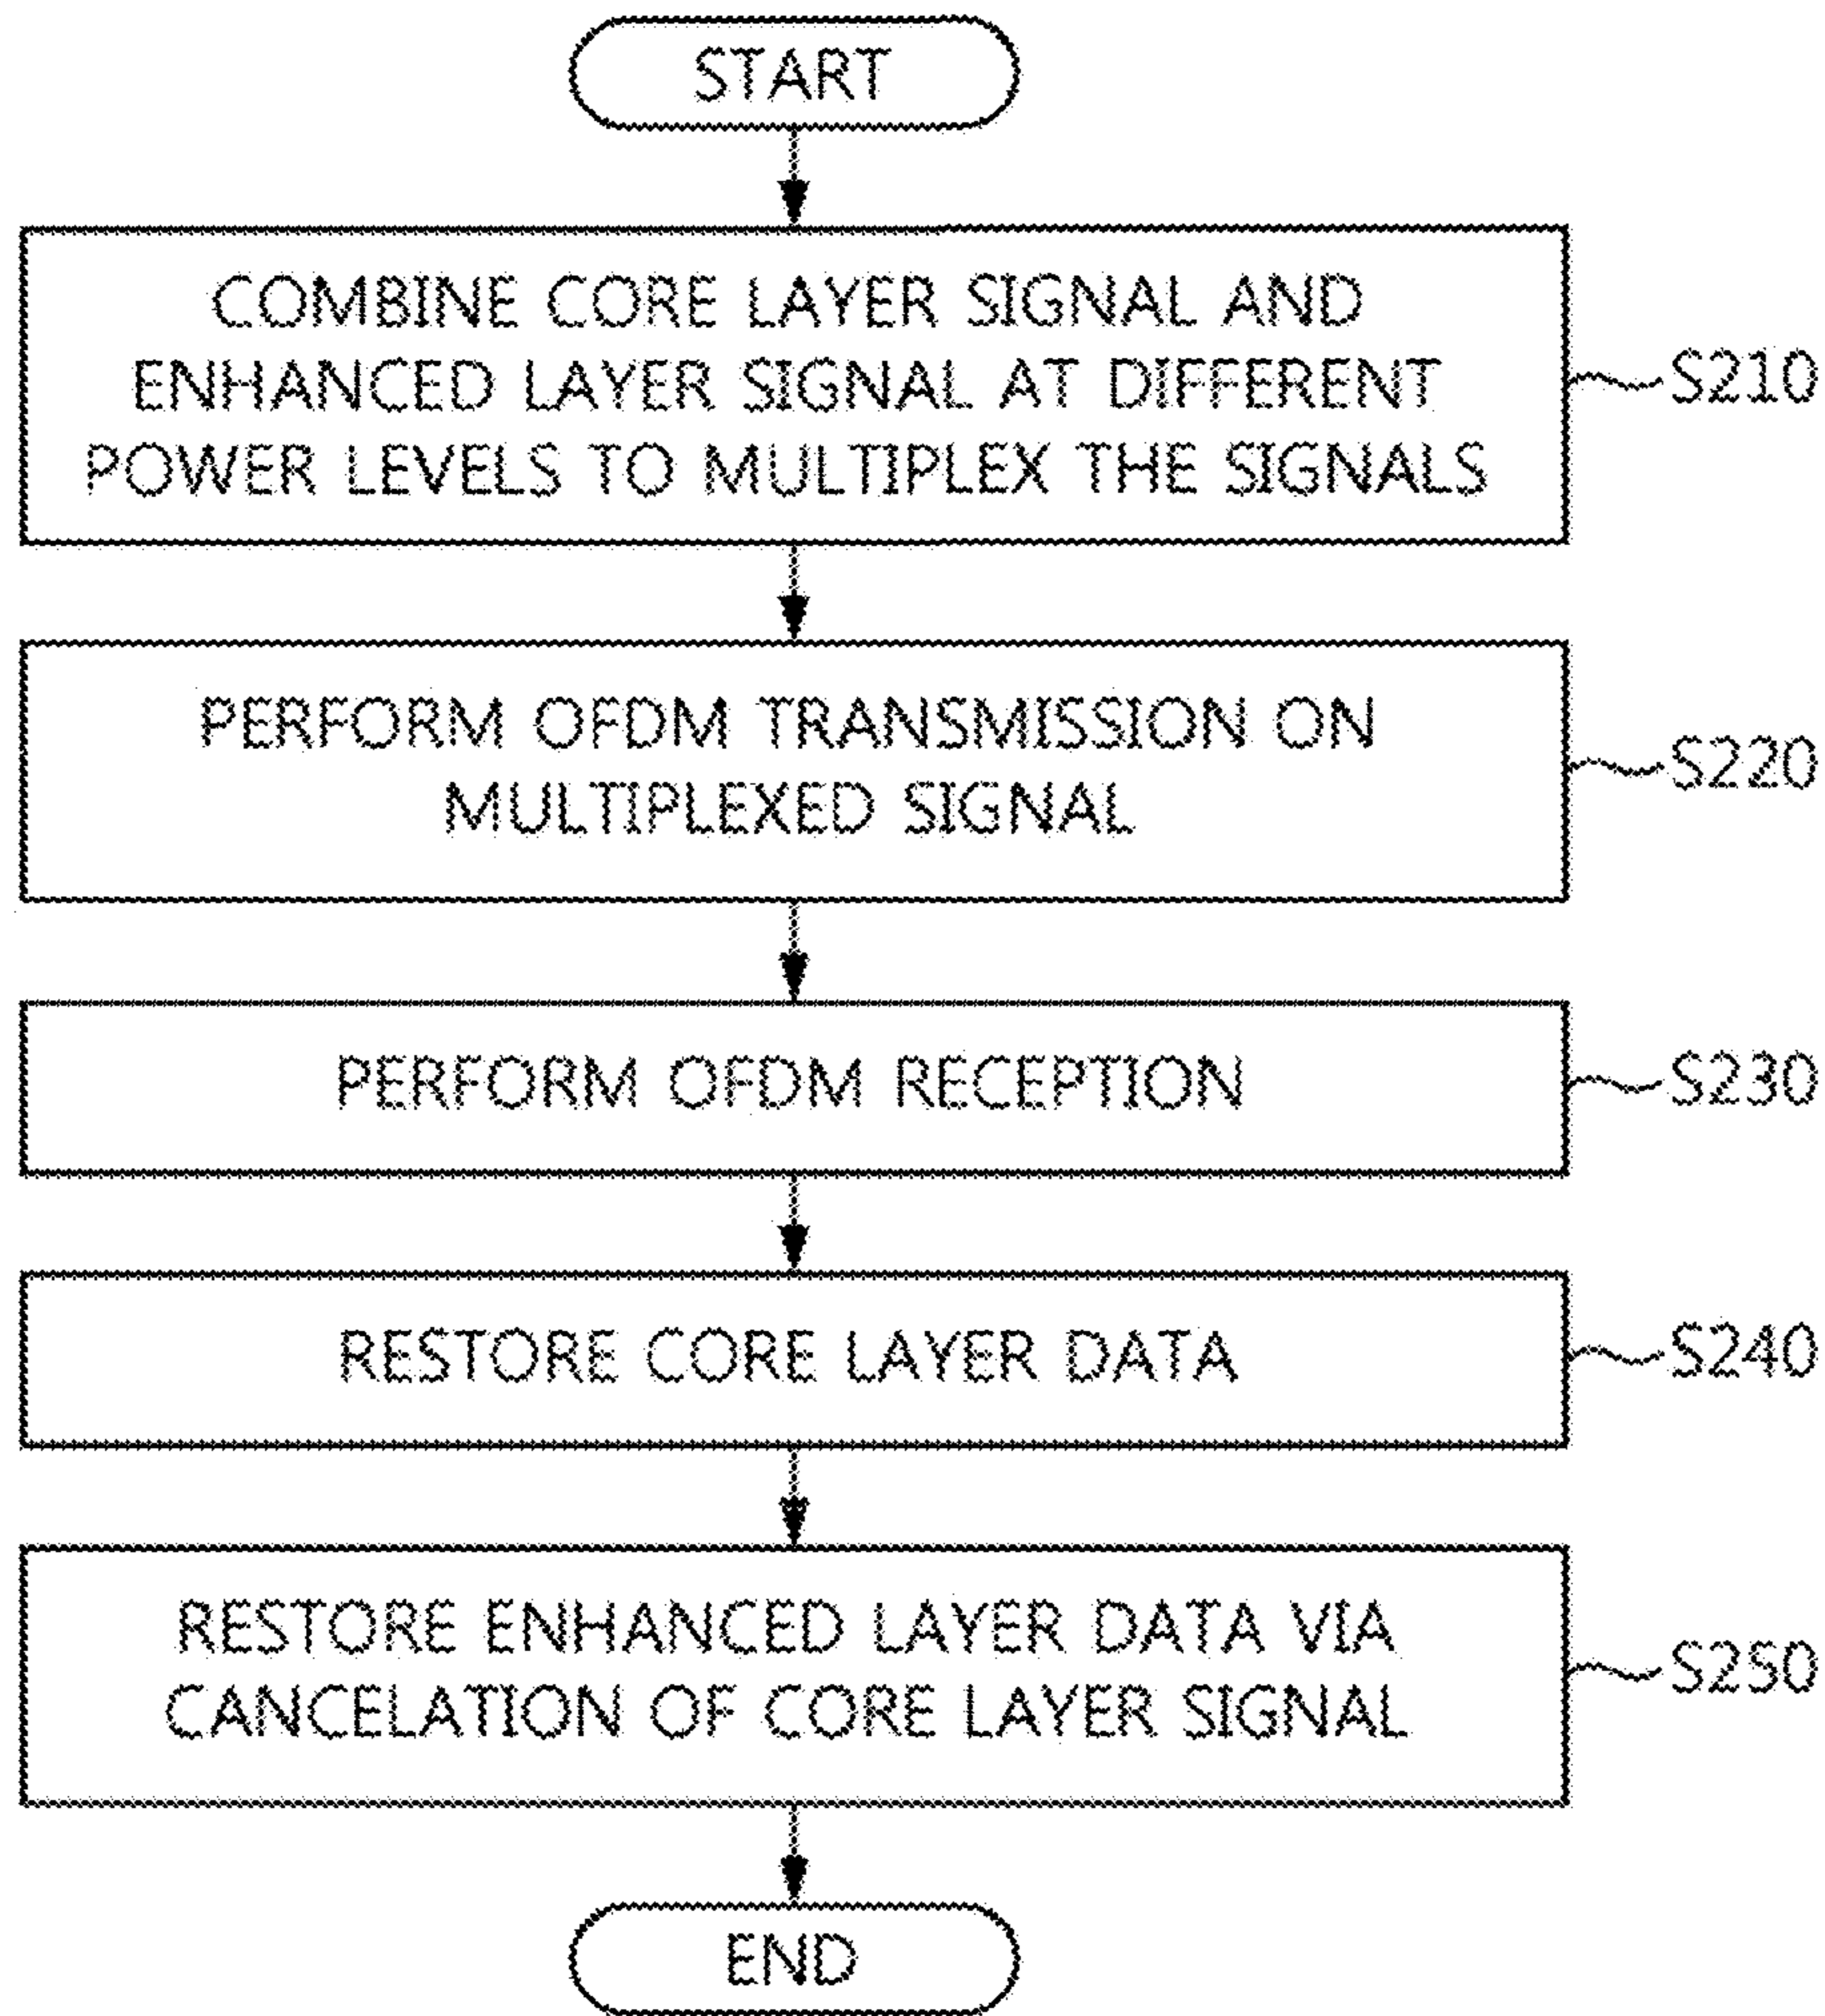 START
COMBINE CORE LAYER SIGNAL AND
ENHANCED LAYER SIGNAL AT DIFFERENT
POWER LEVELS TO MULTIPLEX THE SIGNALS
S210
PERFORM OFDM TRANSMISSION ON
MULTIPLEXED SIGNAL
S220
PERFORM OFDM RECEPTION
S230
RESTORE CORE LAYER DATA
S240
RESTORE ENHANCED LAYER DATA VIA
CANCELATION OF CORE LAYER SIGNAL
S250
END